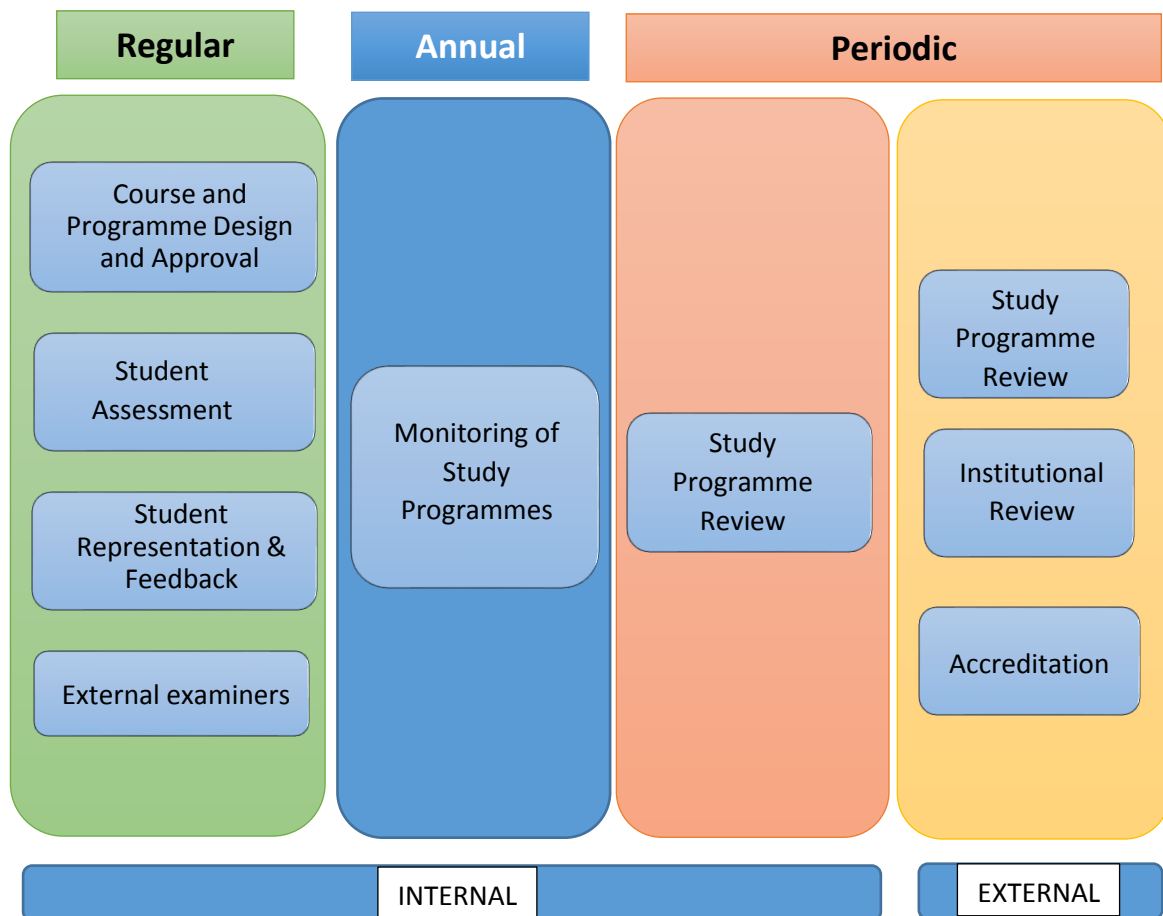 Regular
Annual
Periodic
Course and
Programme Design
and Approval
Student
Assessment
Student
Representation &
Feedback
External examiners
Monitoring of
Study
Programmes
Study
Programme
Review
Study
Programme
Review
Institutional
Review
Accreditation
INTERNAL
EXTERNAL